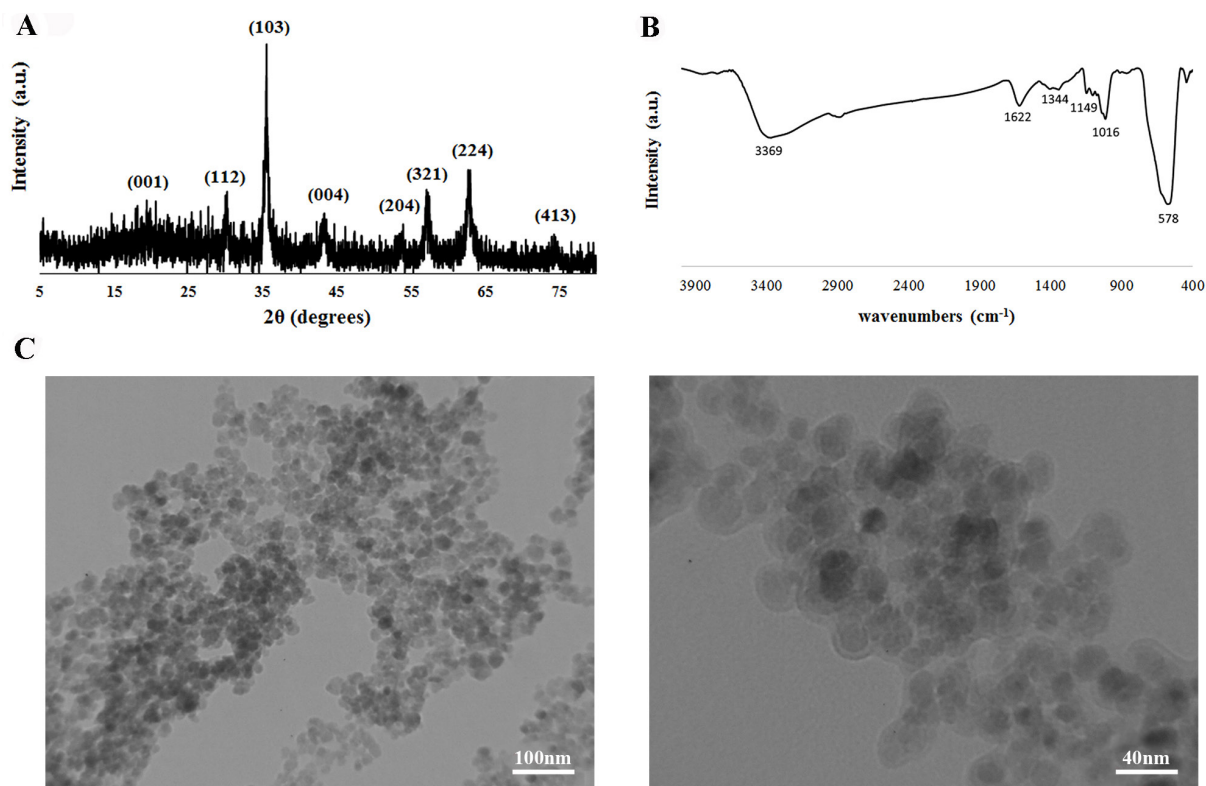 A
(103)
(224)
(001)
(112)
(321)
(004)
(204)
(413)
Intensity (a.u.)
5 15 25 35 45 55 65 75
2θ (degrees)
B
IIntensity (a.u.)
3369
1622
1344
1149
1016
578
3900 3400 2900 2400 1900 1400 900 400
wavenumbers (cm⁻¹)
C
100nm
40nm